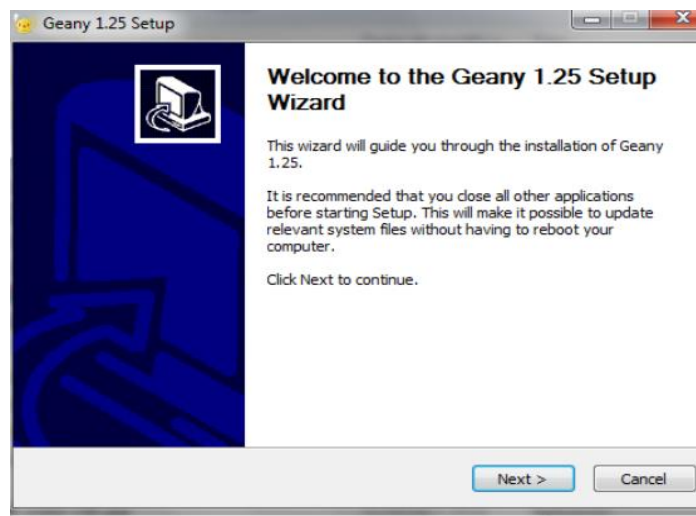 Geany 1.25 Setup
Welcome to the Geany 1.25 Setup
Wizard
This wizard will guide you through the installation of Geany
1.25.
It is recommended that you close all other applications
before starting Setup. This will make it possible to update
relevant system files without having to reboot your
computer.
Click Next to continue.
Next >
Cancel